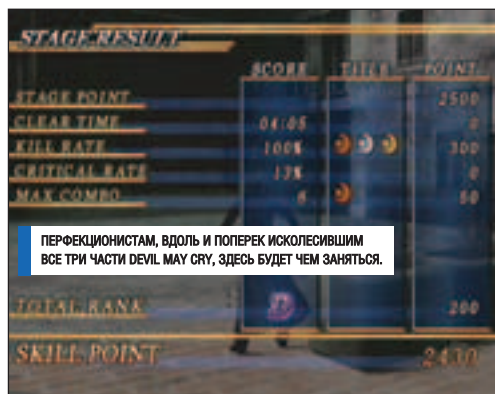 STAGE RESULT
SCORE TITLE POINT
STAGE POINT 2500
CLEAR TIME 04:05 0
KILL RATE 100% 300
CRITICAL RATE 13% 0
MAX COMBO 6 50
ПЕРФЕКЦИОНИСТАМ, ВДОЛЬ И ПОПЕРЕК ИСКОЛЕСИВШИМ
ВСЕ ТРИ ЧАСТИ DEVIL MAY CRY, ЗДЕСЬ БУДЕТ ЧЕМ ЗАНЯТЬСЯ.
TOTAL RANK D 200
SKILL POINT 2430